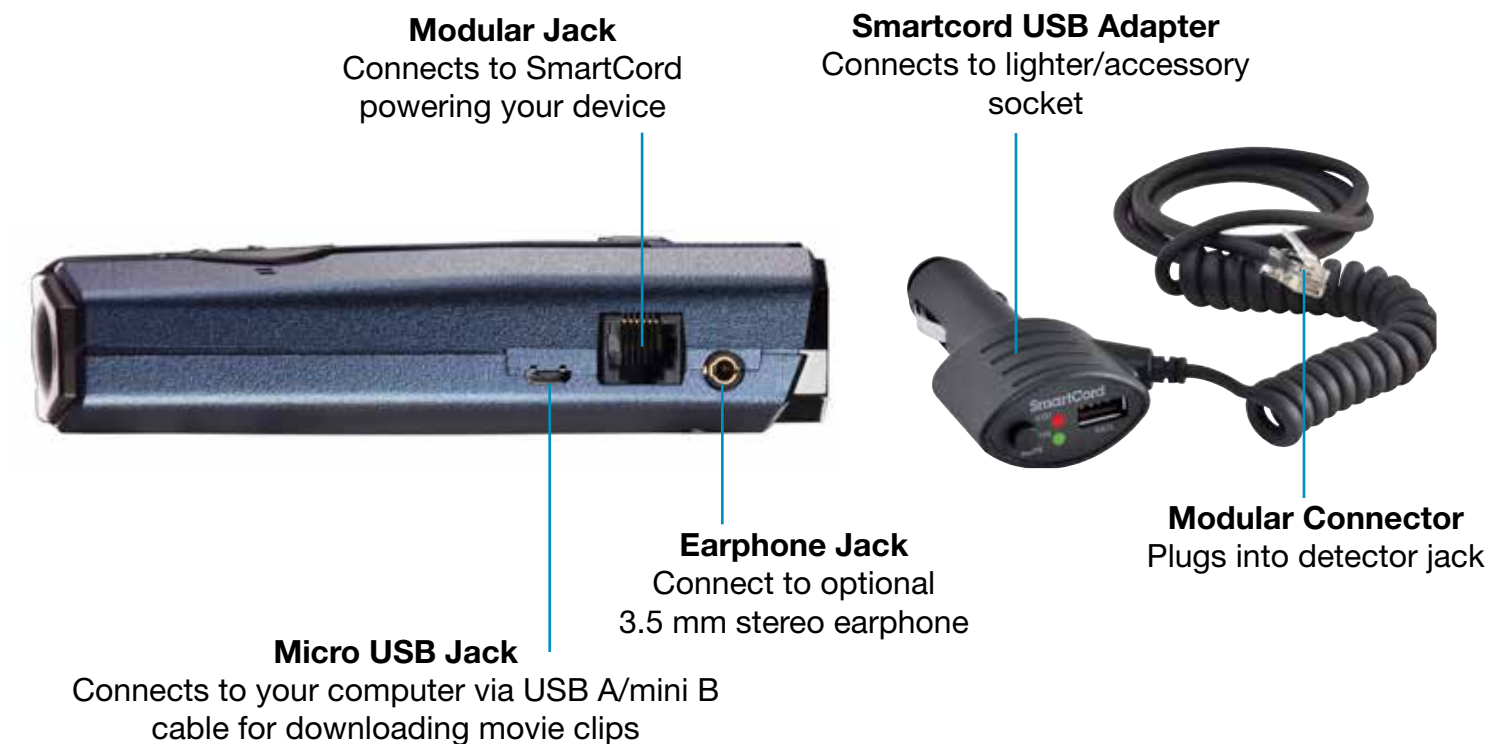 Modular Jack
Connects to SmartCord
powering your device
Smartcord USB Adapter
Connects to lighter/accessory
socket
SmartCord
Earphone Jack
Connect to optional
3.5 mm stereo earphone
Modular Connector
Plugs into detector jack
Micro USB Jack
Connects to your computer via USB A/mini B
cable for downloading movie clips